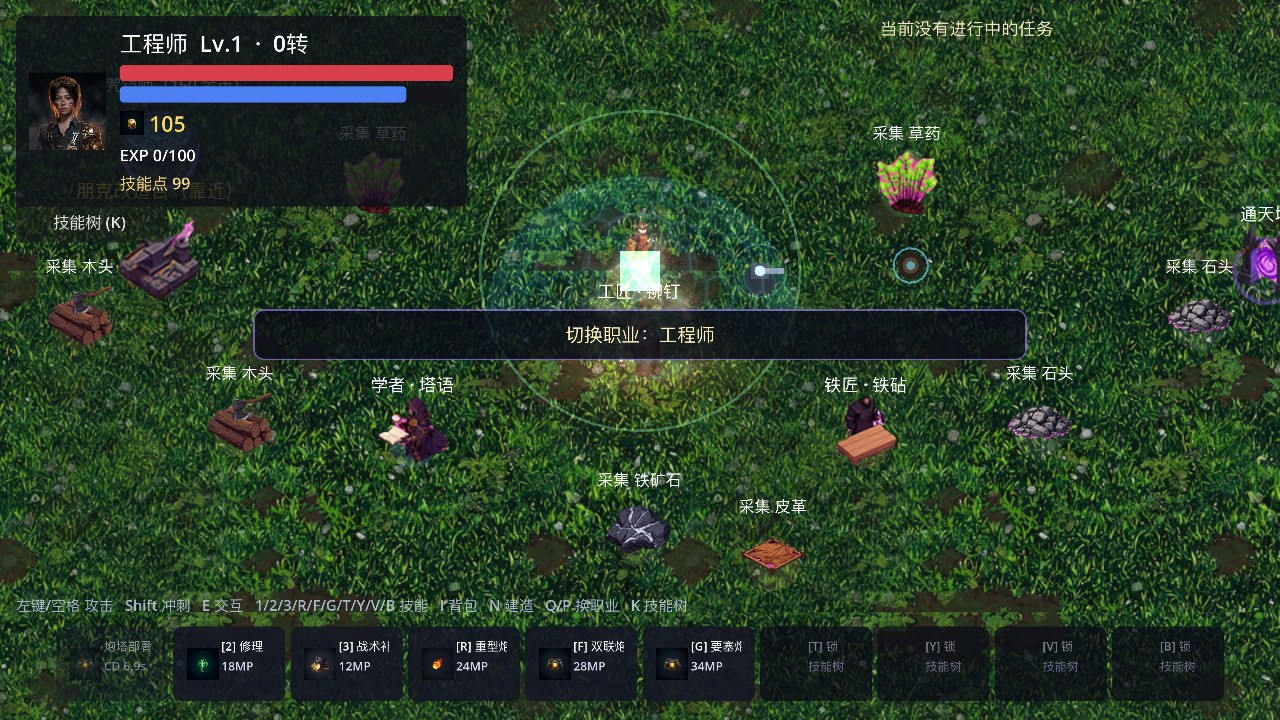 工程师 Lv.1 · 0转
当前没有进行中的任务
105
EXP 0/100
技能点 99
技能树 (K)
采集 草药
采集 草药
采集 木头
采集 石头
工匠·铆钉
切换职业：工程师
采集 木头
学者·塔语
铁匠·铁砧
采集 石头
采集 铁矿石
采集 皮革
左键/空格 攻击 Shift 冲刺 E 交互 1/2/3/R/F/G/T/Y/V/B 技能 I 背包 N 建造 Q/P 换职业 K 技能树
炮塔部署
CD 6.9s
[2] 修理
18MP
[3] 战术补
12MP
[R] 重型炮
24MP
[F] 双联炮
28MP
[G] 要塞炮
34MP
[T] 锁
技能树
[Y] 锁
技能树
[V] 锁
技能树
[B] 锁
技能树